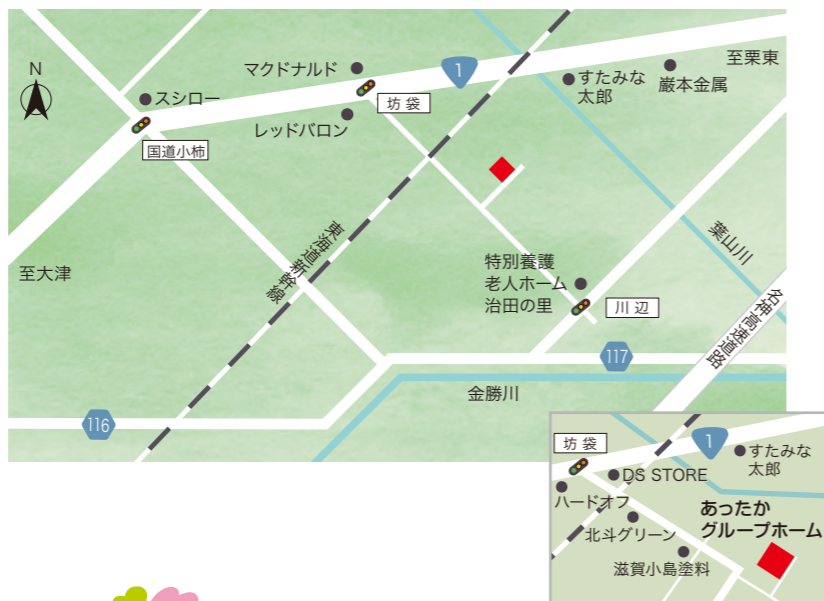 N
マクドナルド
1
至栗東
スシロー
坊 袋
すたみな
太郎
巌本金属
レッドバロン
国道小柿
東海道新幹線
葉山川
至大津
特別養護
老人ホーム
治田の里
川 辺
名神高速道路
117
金勝川
116
坊 袋
1
すたみな
太郎
DS STORE
ハードオフ
あったか
グループホーム
北斗グリーン
滋賀小島塗料